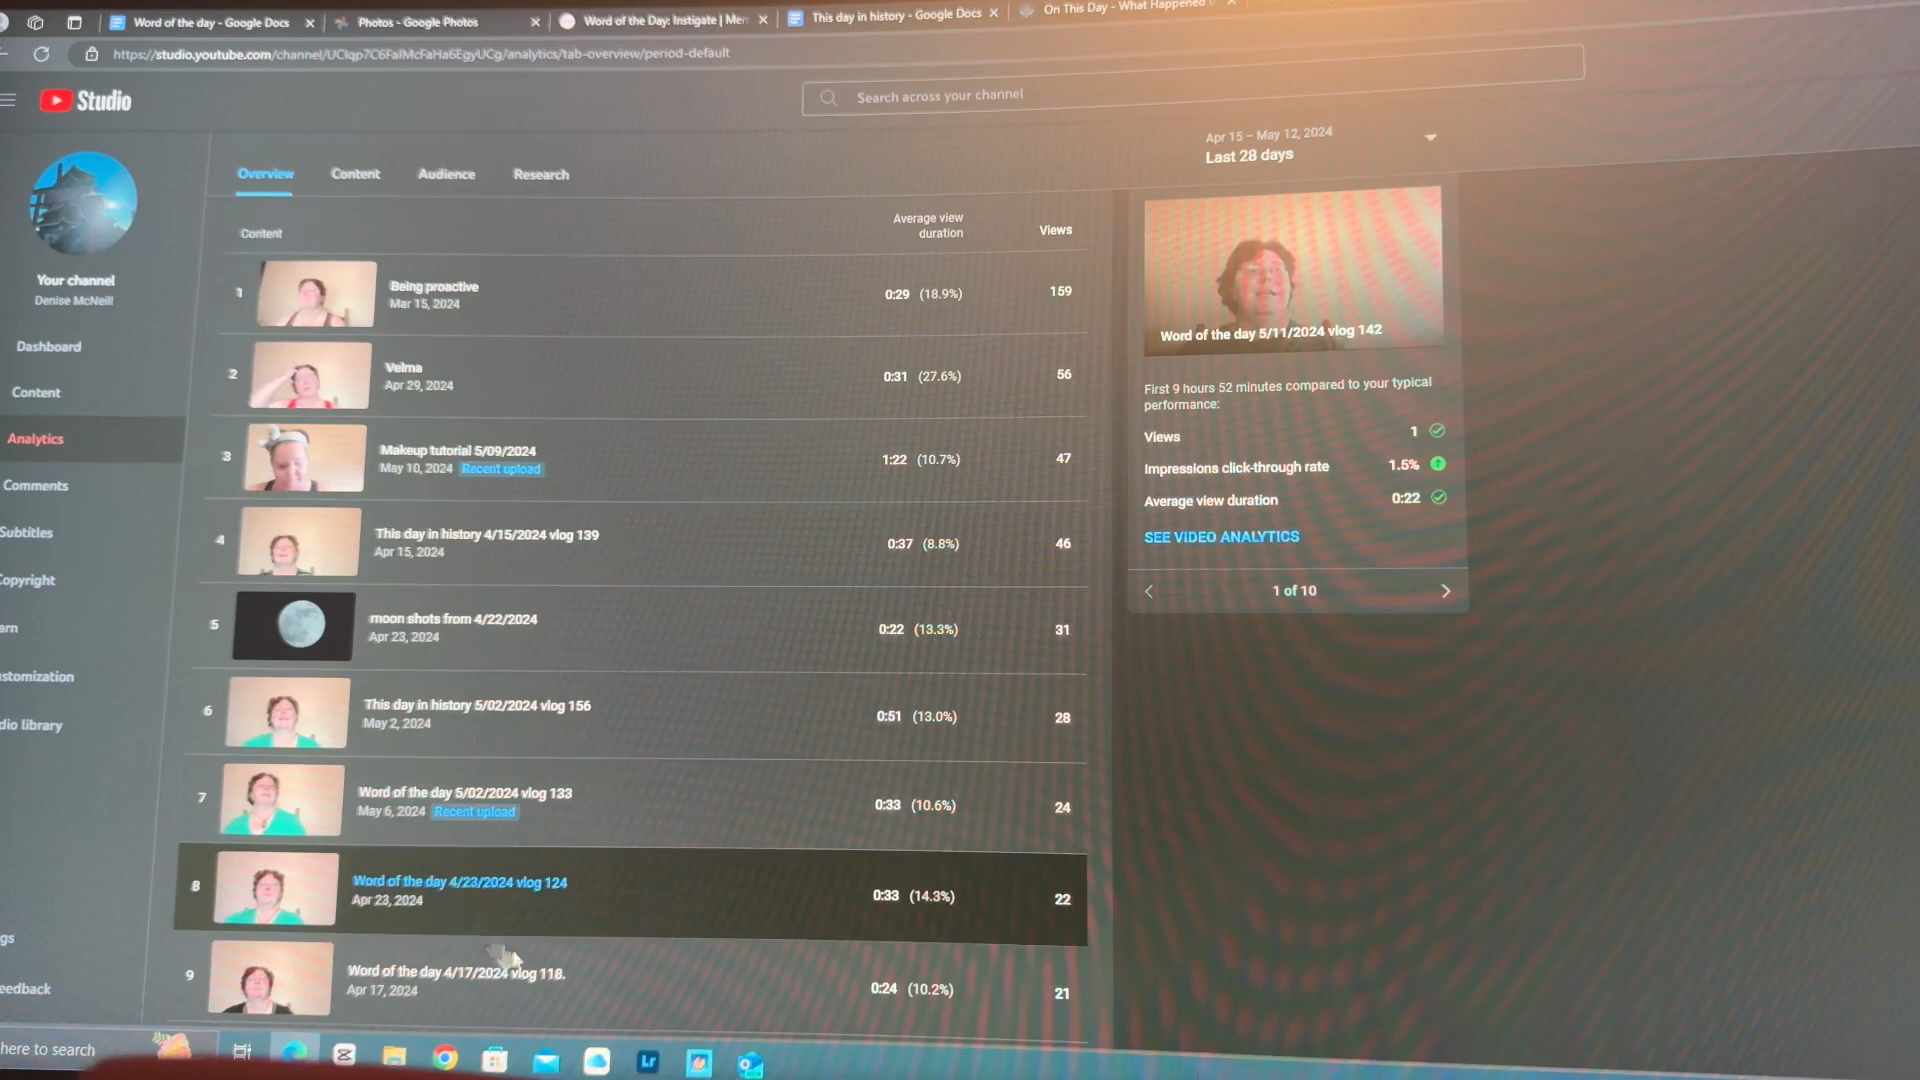 Word of the day - Google Docs
Photos - Google Photos
Word of the Day: Instigate | Mer
This day in history - Google Docs
On This Day - What Happened
https://studio.youtube.com/channel/UCIqp7C6FaIMcFaHa6EgyUCg/analytics/tab-overview/period-default
Studio
Search across your channel
Apr 15 – May 12, 2024
Last 28 days
Overview
Content
Audience
Research
Content
Average view
duration
Views
Your channel
Denise McNeill
Dashboard
Content
Analytics
Comments
Subtitles
Copyright
arn
stomization
dio library
gs
eedback
1
Being proactive
Mar 15, 2024
0:29 (18.9%)
159
2
Velma
Apr 29, 2024
0:31 (27.6%)
56
3
Makeup tutorial 5/09/2024
May 10, 2024 Recent upload
1:22 (10.7%)
47
4
This day in history 4/15/2024 vlog 139
Apr 15, 2024
0:37 (8.8%)
46
5
moon shots from 4/22/2024
Apr 23, 2024
0:22 (13.3%)
31
6
This day in history 5/02/2024 vlog 156
May 2, 2024
0:51 (13.0%)
28
7
Word of the day 5/02/2024 vlog 133
May 6, 2024 Recent upload
0:33 (10.6%)
24
8
Word of the day 4/23/2024 vlog 124
Apr 23, 2024
0:33 (14.3%)
22
9
Word of the day 4/17/2024 vlog 118.
Apr 17, 2024
0:24 (10.2%)
21
Word of the day 5/11/2024 vlog 142
First 9 hours 52 minutes compared to your typical
performance:
Views
1
Impressions click-through rate
1.5%
Average view duration
0:22
SEE VIDEO ANALYTICS
1 of 10
here to search
Lr